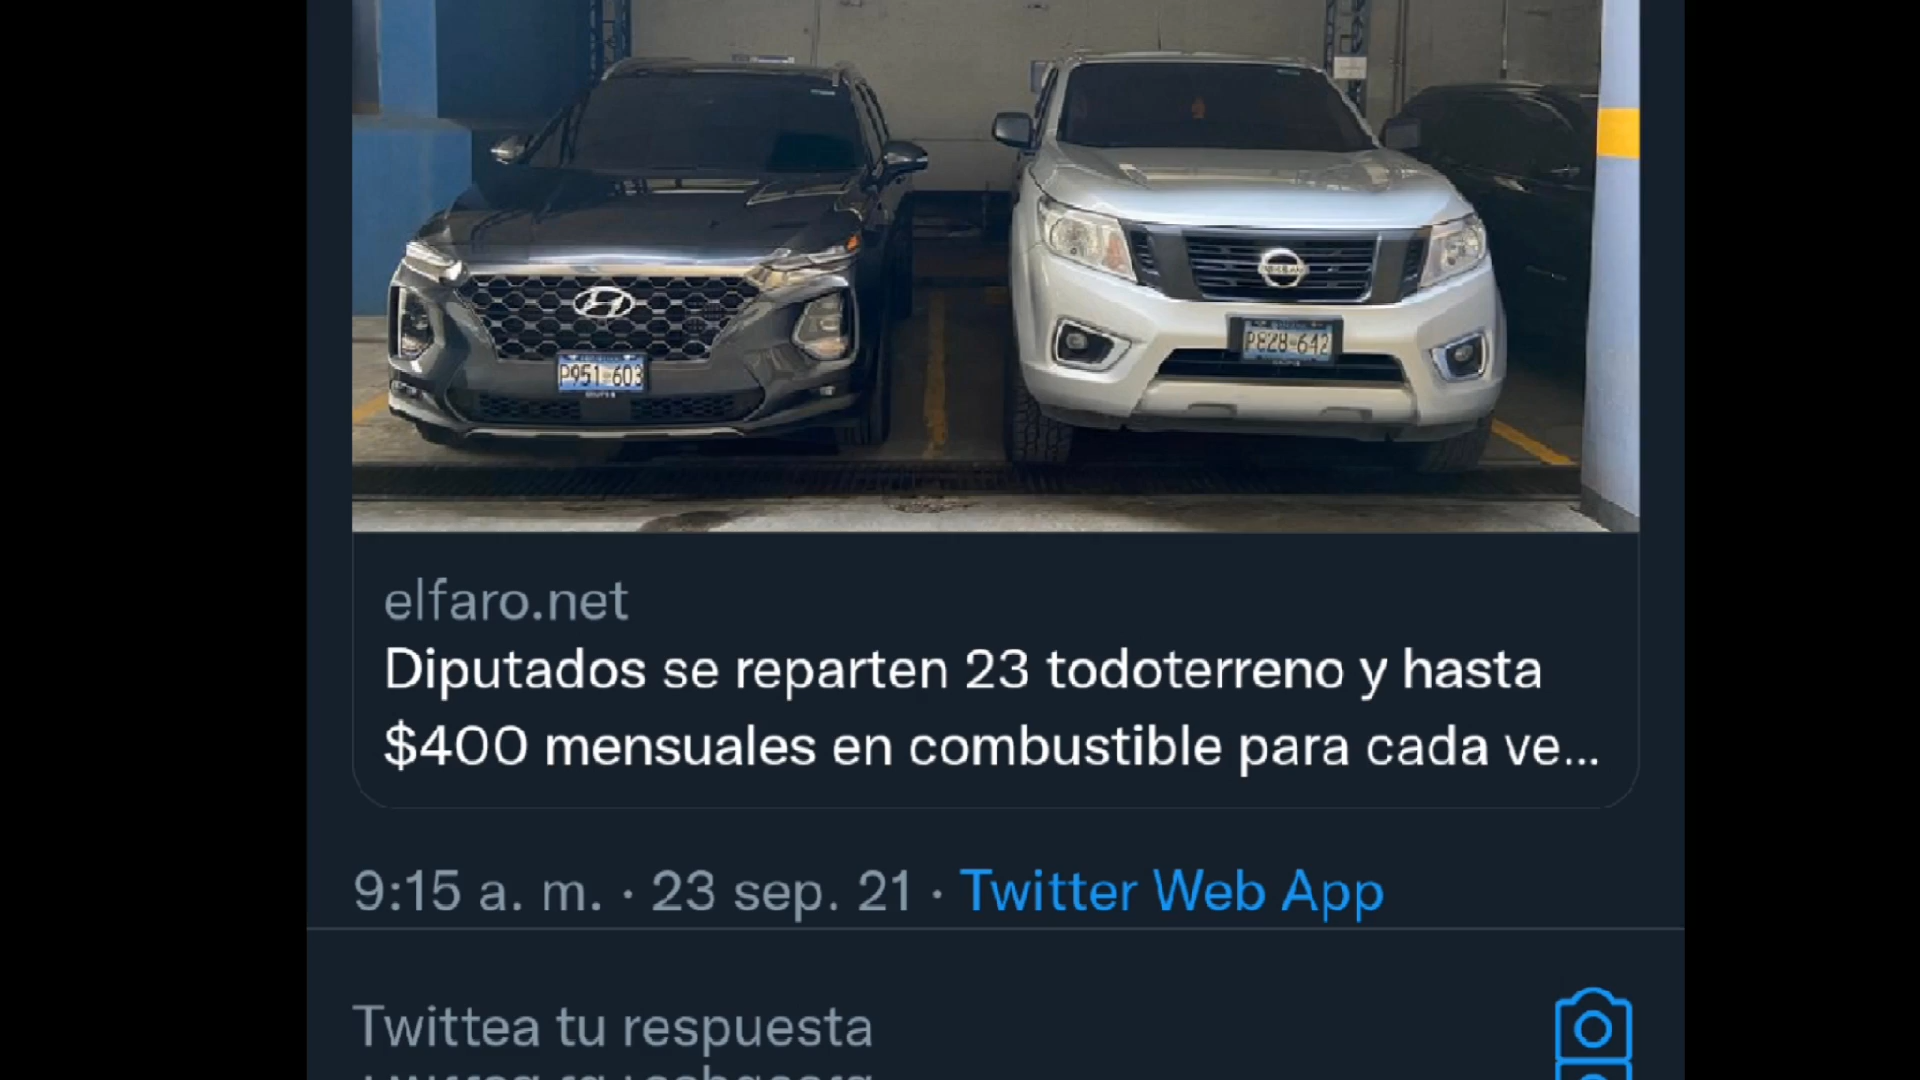 P951-603
P828-642
elfaro.net
Diputados se reparten 23 todoterreno y hasta
$400 mensuales en combustible para cada ve...
9:15 a. m. · 23 sep. 21 · Twitter Web App
Twittea tu respuesta